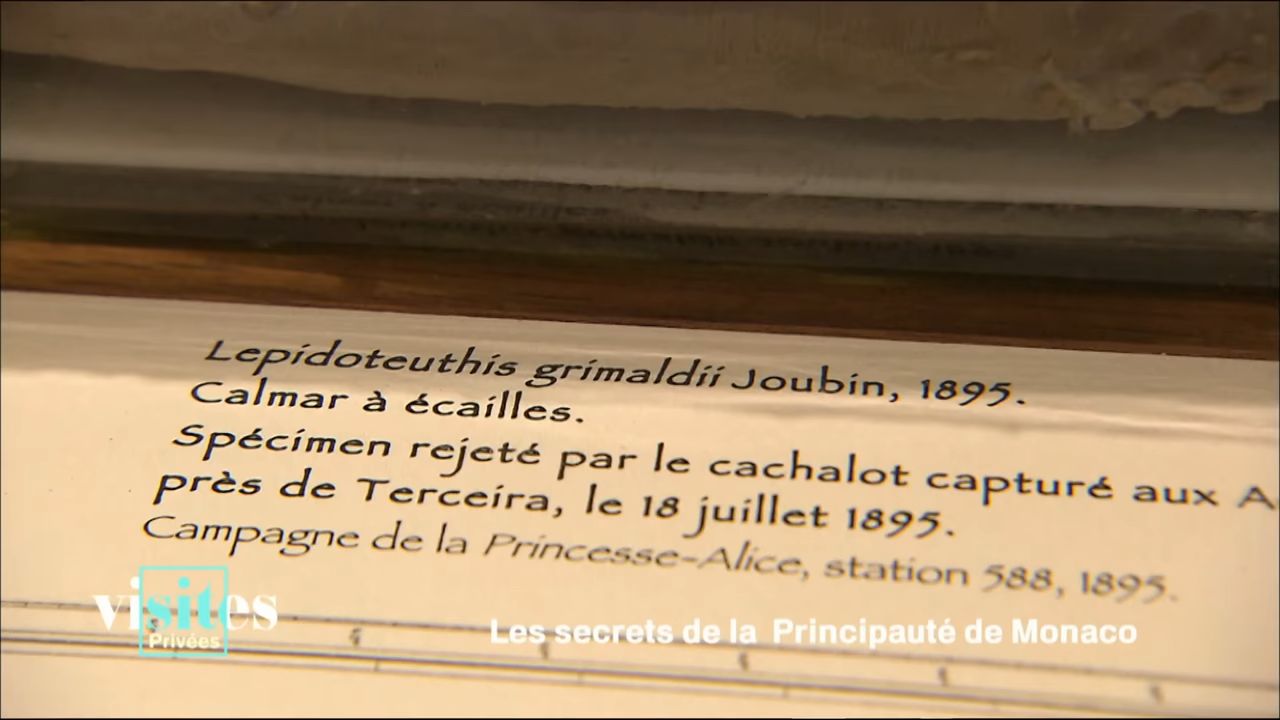 Lepidoteuthis grimaldii Joubin, 1895.
Calmar à écailles.
Spécimen rejeté par le cachalot capturé aux A
près de Terceira, le 18 juillet 1895.
Campagne de la Princesse-Alice, station 588, 1895.
visites
Privées
Les secrets de la Principauté de Monaco